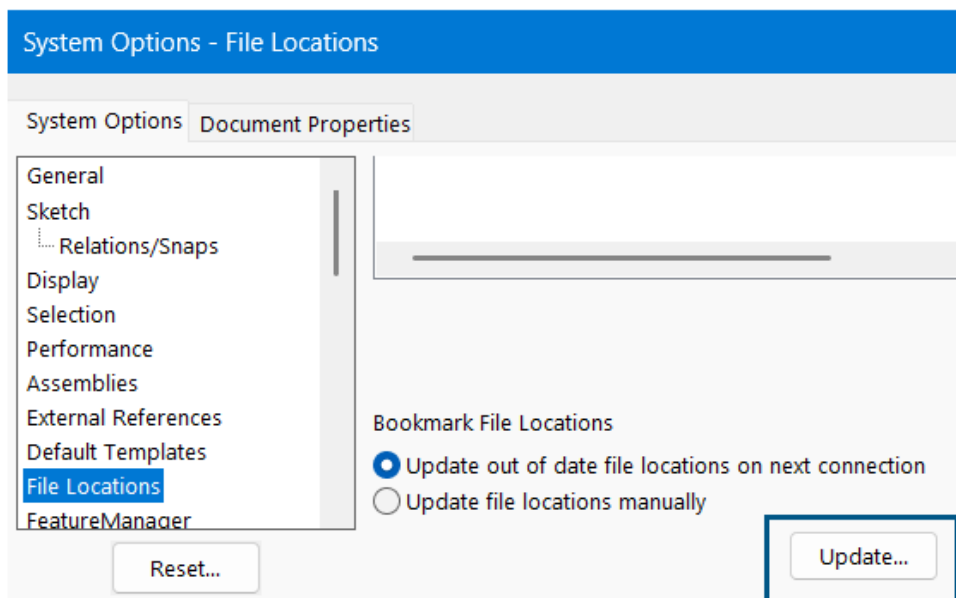 System Options - File Locations
System Options
Document Properties
General
Sketch
Relations/Snaps
Display
Selection
Performance
Assemblies
External References
Default Templates
File Locations
FeatureManager
Bookmark File Locations
Update out of date file locations on next connection
Update file locations manually
Reset...
Update...